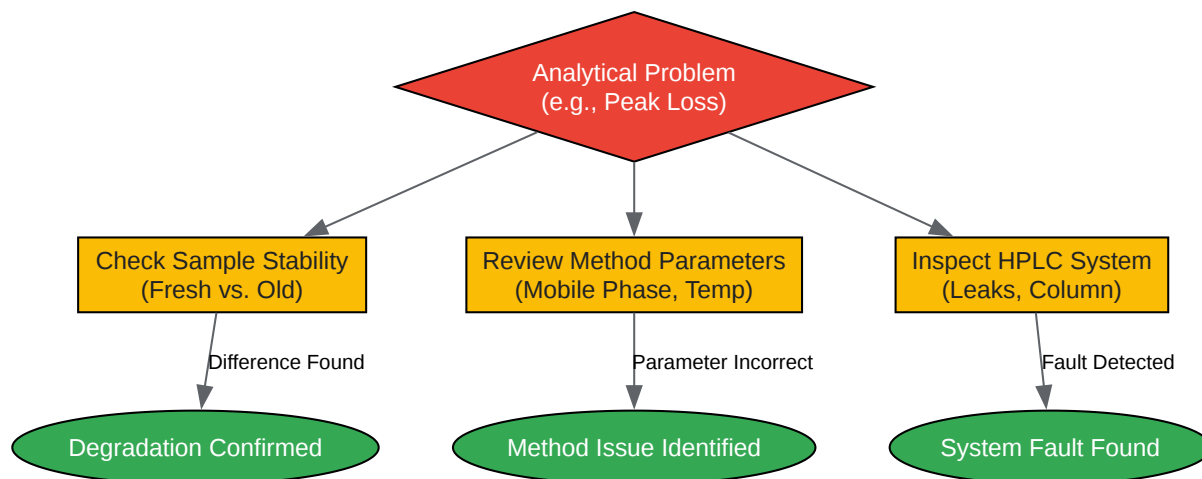 Analytical Problem
(e.g., Peak Loss)
Check Sample Stability
(Fresh vs. Old)
Review Method Parameters
(Mobile Phase, Temp)
Inspect HPLC System
(Leaks, Column)
Difference Found
Parameter Incorrect
Fault Detected
Degradation Confirmed
Method Issue Identified
System Fault Found